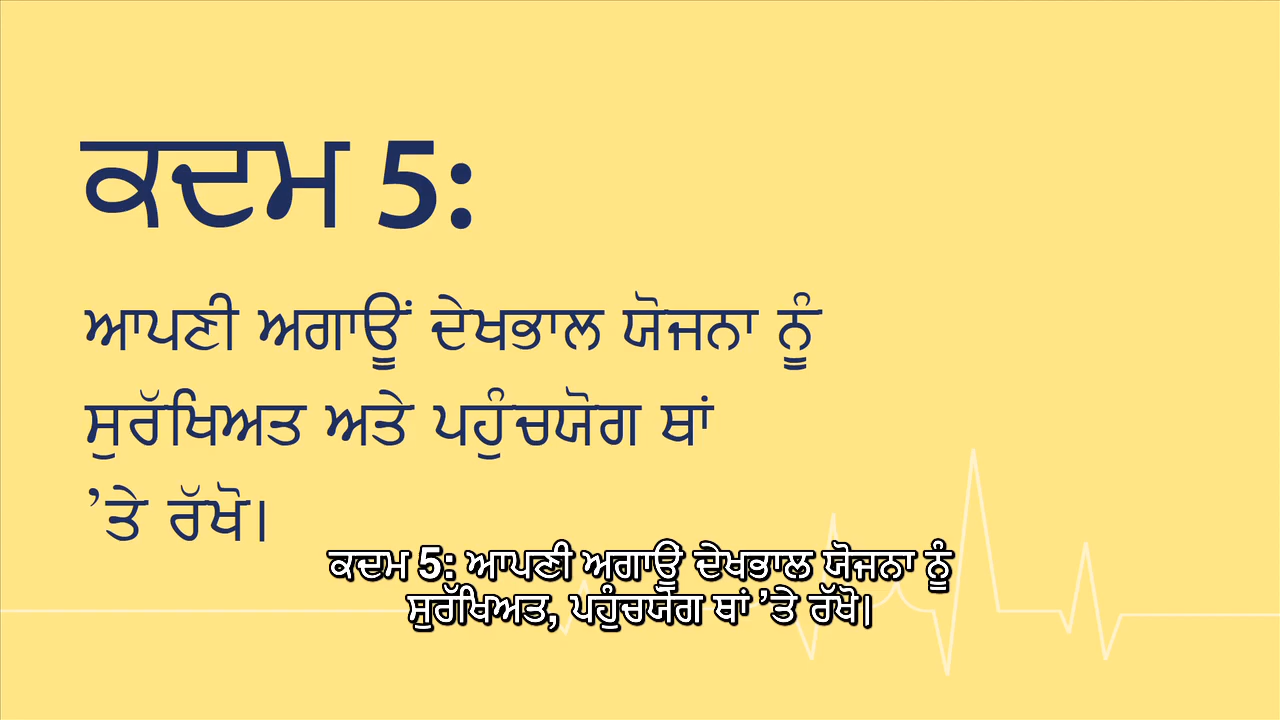 ਕਦਮ 5:
ਆਪਣੀ ਅਗਾਊਂ ਦੇਖਭਾਲ ਯੋਜਨਾ ਨੂੰ
ਸੁਰੱਖਿਅਤ ਅਤੇ ਪਹੁੰਚਯੋਗ ਥਾਂ
’ਤੇ ਰੱਖੋ।
ਕਦਮ 5: ਆਪਣੀ ਅਗਾਊਂ ਦੇਖਭਾਲ ਯੋਜਨਾ ਨੂੰ
ਸੁਰੱਖਿਅਤ, ਪਹੁੰਚਯੋਗ ਥਾਂ ’ਤੇ ਰੱਖੋ।